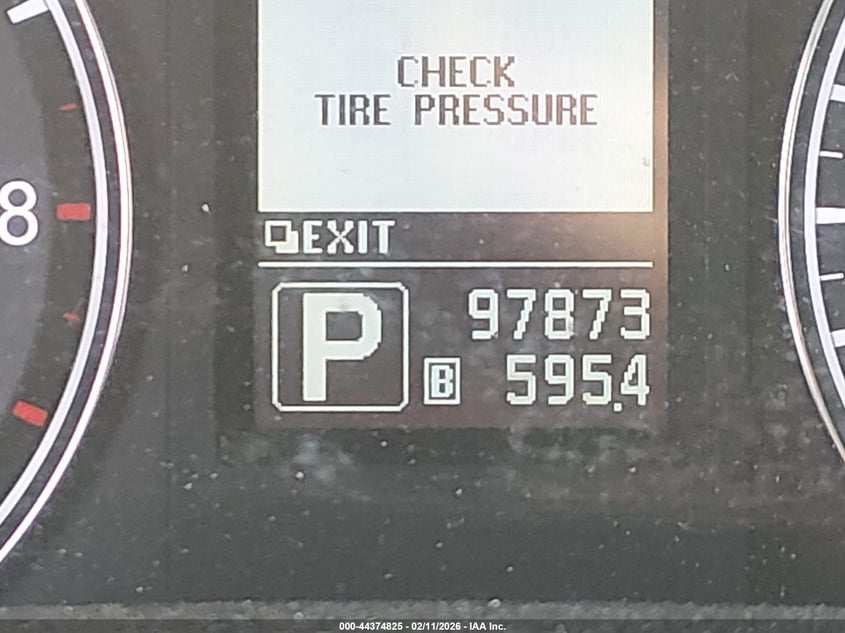 CHECK
TIRE PRESSURE
EXIT
8
P
97873
B 595.4
000-44374825 - 02/11/2026 - IAA Inc.